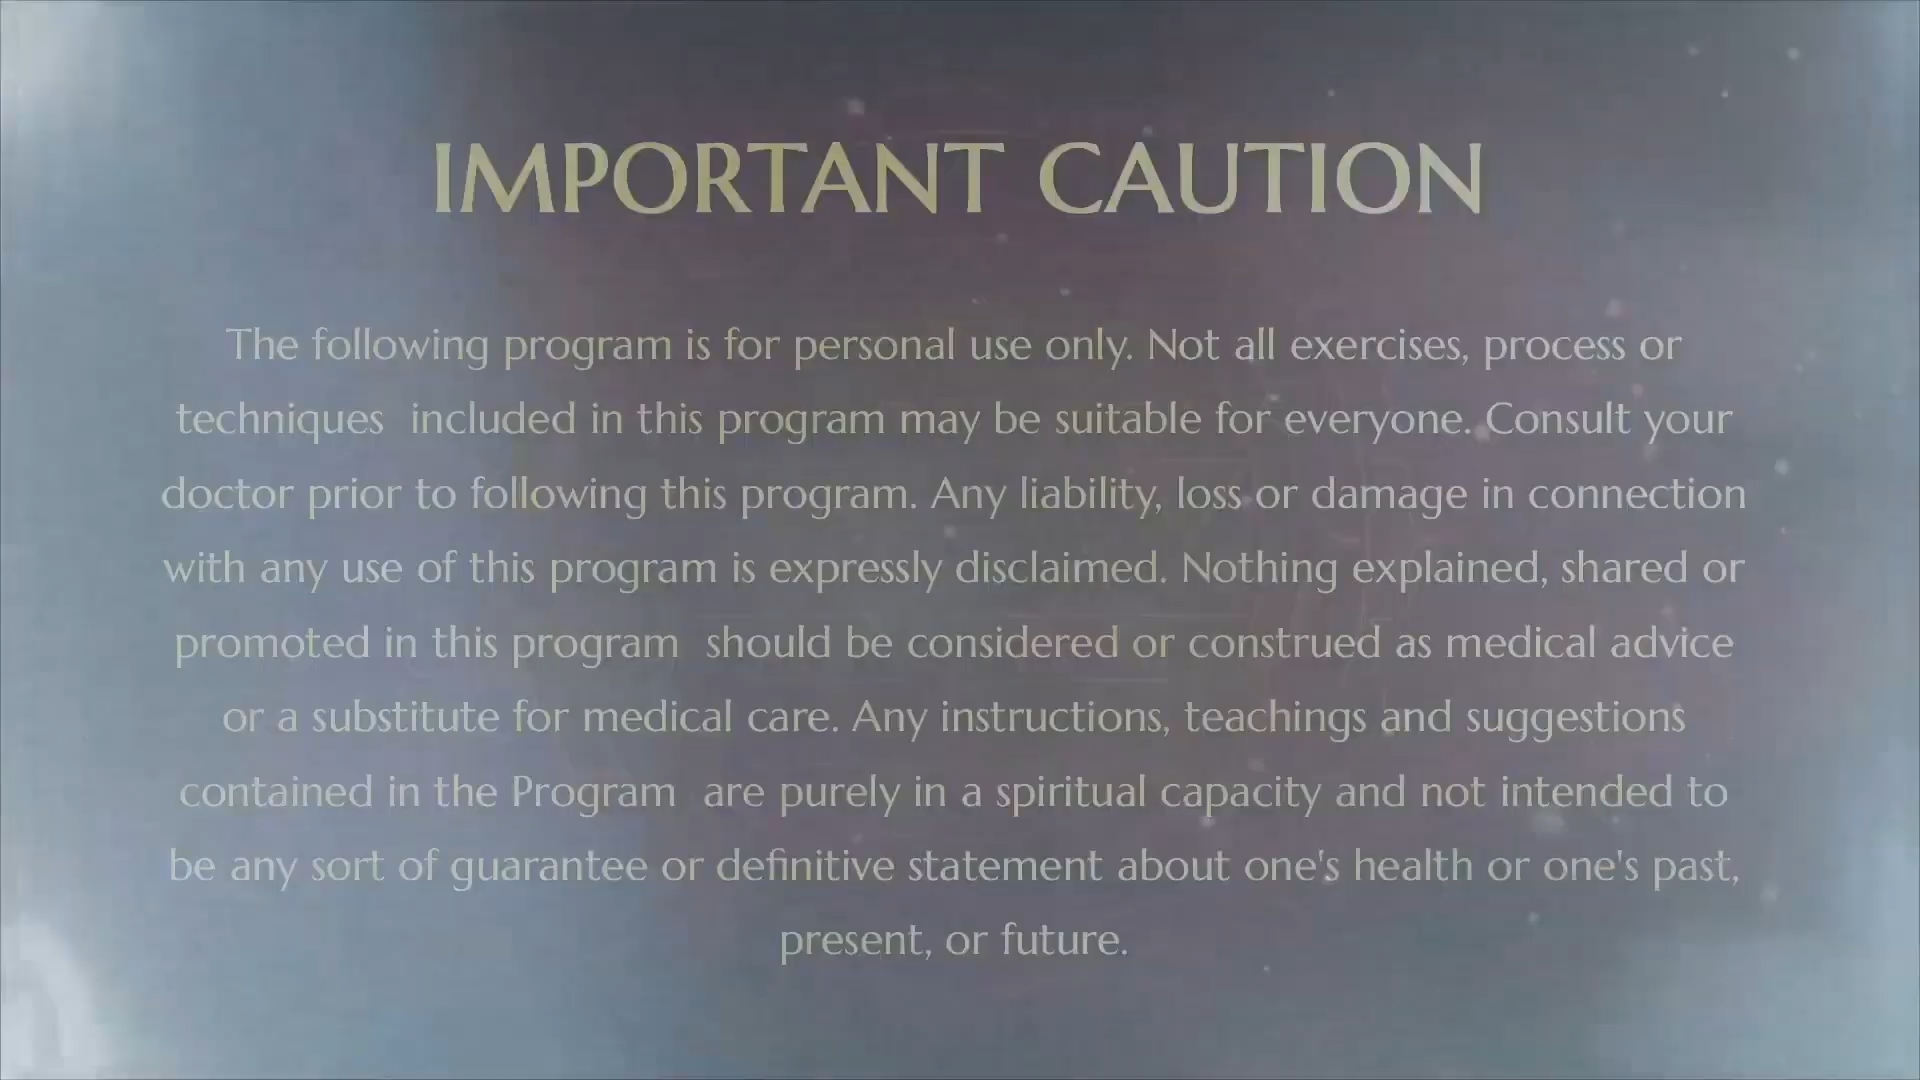 IMPORTANT CAUTION
The following program is for personal use only. Not all exercises, process or
techniques  included in this program may be suitable for everyone. Consult your
doctor prior to following this program. Any liability, loss or damage in connection
with any use of this program is expressly disclaimed. Nothing explained, shared or
promoted in this program  should be considered or construed as medical advice
or a substitute for medical care. Any instructions, teachings and suggestions
contained in the Program  are purely in a spiritual capacity and not intended to
be any sort of guarantee or definitive statement about one's health or one's past,
present, or future.